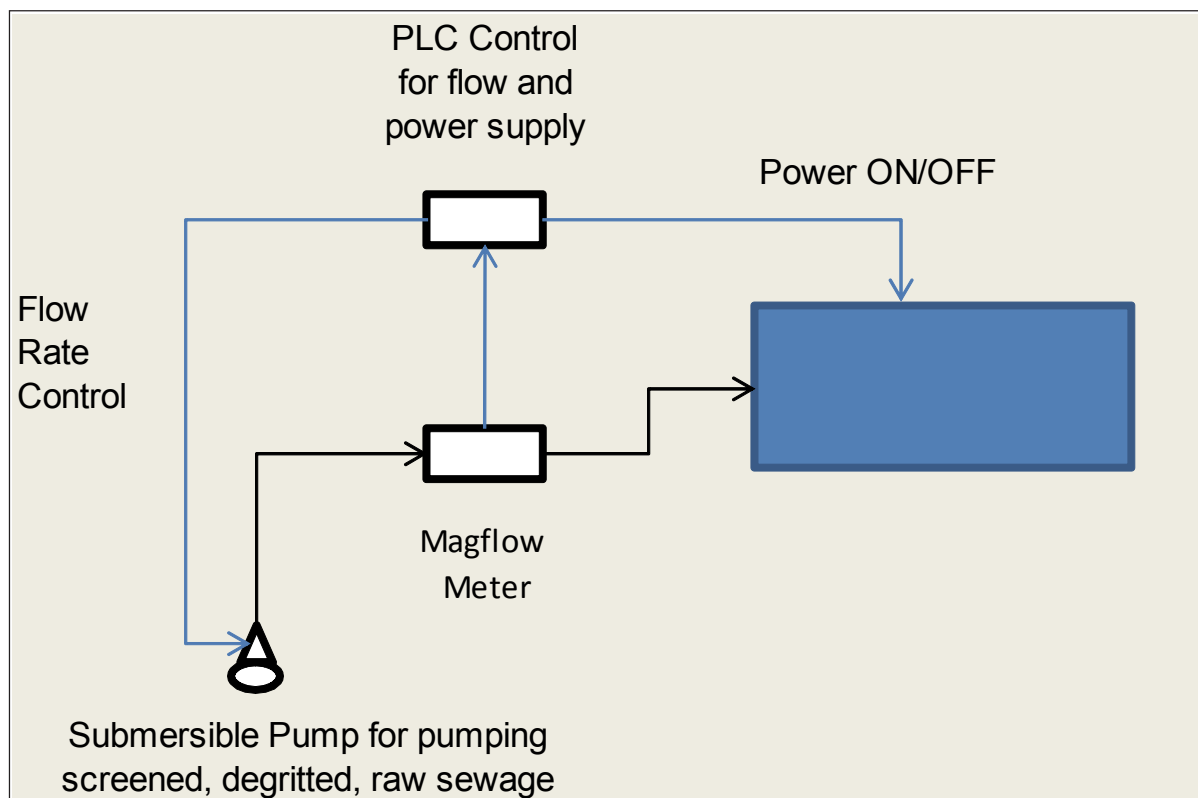 PLC Control
for flow and
power supply
Power ON/OFF
Flow
Rate
Control
Magflow
Meter
Submersible Pump for pumping
screened, degritted, raw sewage